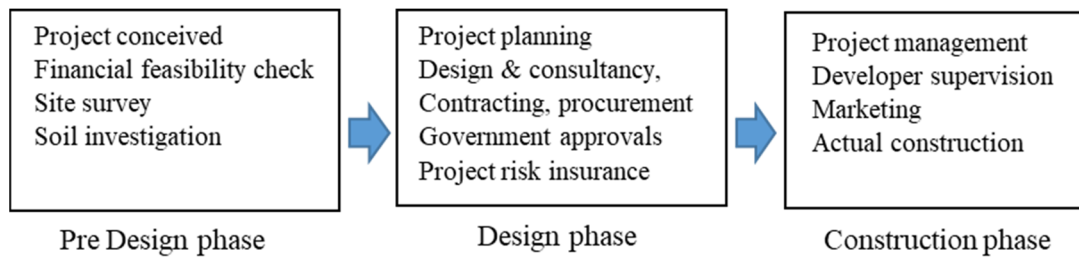 Project conceived
Financial feasibility check
Site survey
Soil investigation
Pre Design phase
Project planning
Design & consultancy,
Contracting, procurement
Government approvals
Project risk insurance
Design phase
Project management
Developer supervision
Marketing
Actual construction
Construction phase